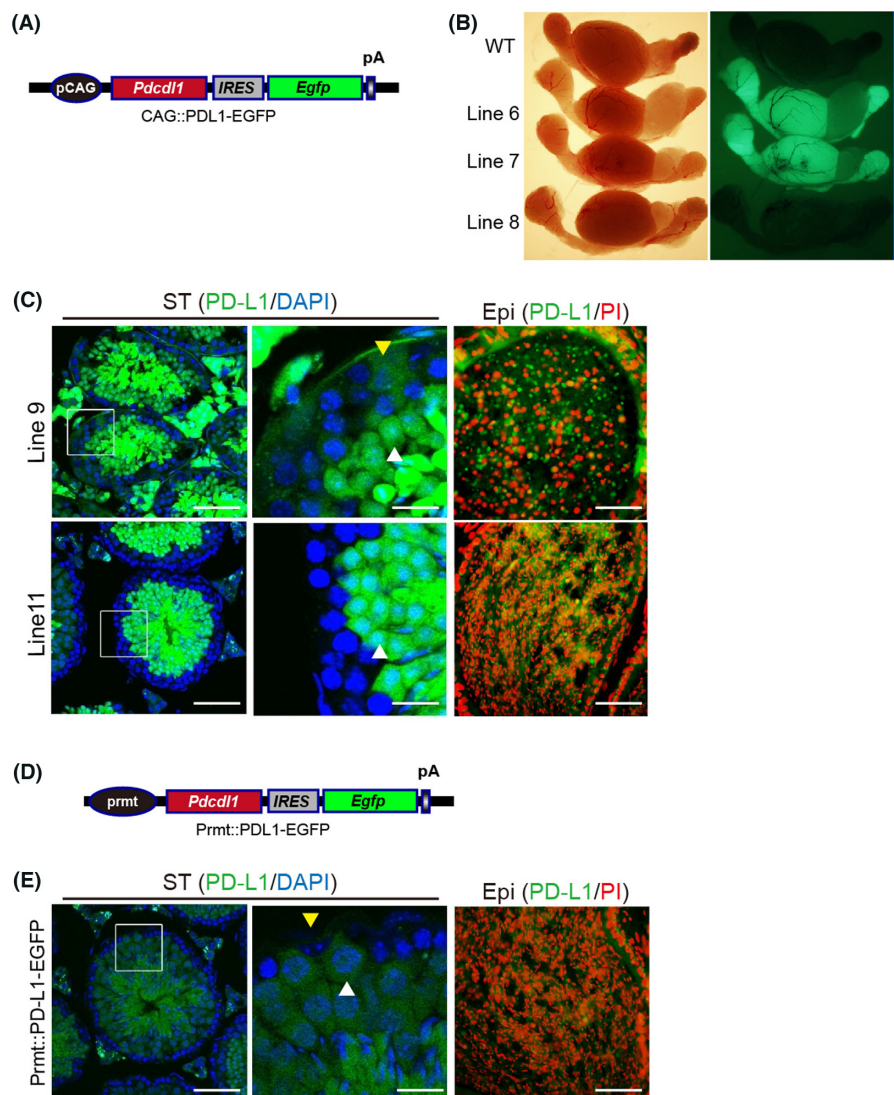 (A)
pA
pCAG Pdcdl1 IRES Egfp
CAG::PDL1-EGFP
(B)
WT
Line 6
Line 7
Line 8
(C)
ST (PD-L1/DAPI)
Epi (PD-L1/PI)
Line 9
Line11
(D)
pA
prmt Pdcdl1 IRES Egfp
Prmt::PDL1-EGFP
(E)
ST (PD-L1/DAPI)
Epi (PD-L1/PI)
Prmt::PD-L1-EGFP